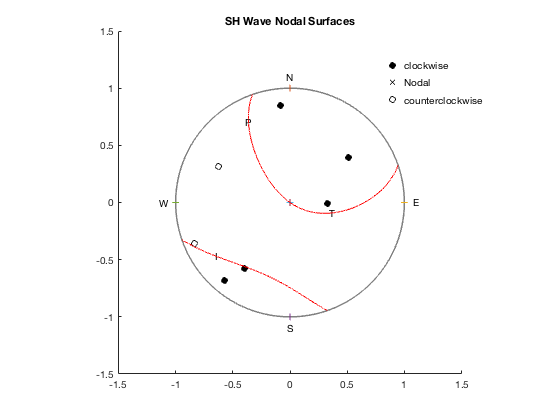 SH Wave Nodal Surfaces
1.5
clockwise
Nodal
counterclockwise
N
1
P
0.5
W
0
E
T
I
-0.5
-1
S
-1.5
-1.5 -1 -0.5 0 0.5 1 1.5